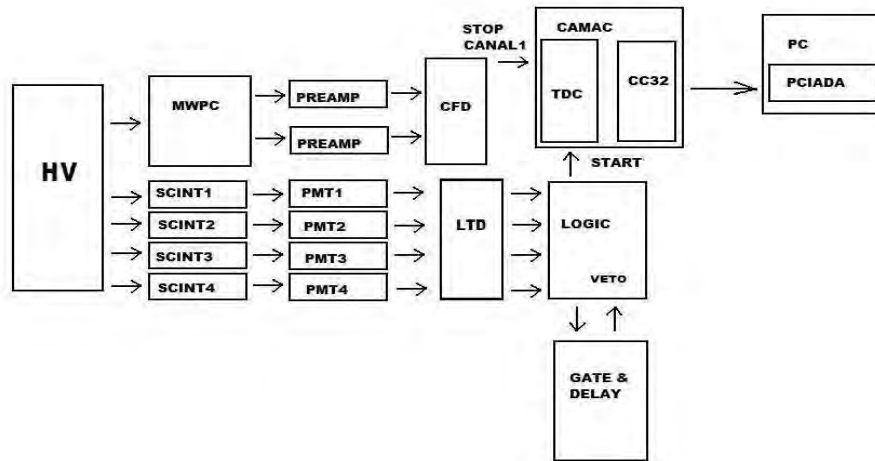 STOP
CANAL1
CAMAC
PC
MWPC
PREAMP
CFD
TDC
CC32
PCIADA
PREAMP
HV
START
SCINT1
PMT1
SCINT2
PMT2
LTD
LOGIC
SCINT3
PMT3
SCINT4
PMT4
VETO
GATE &
DELAY